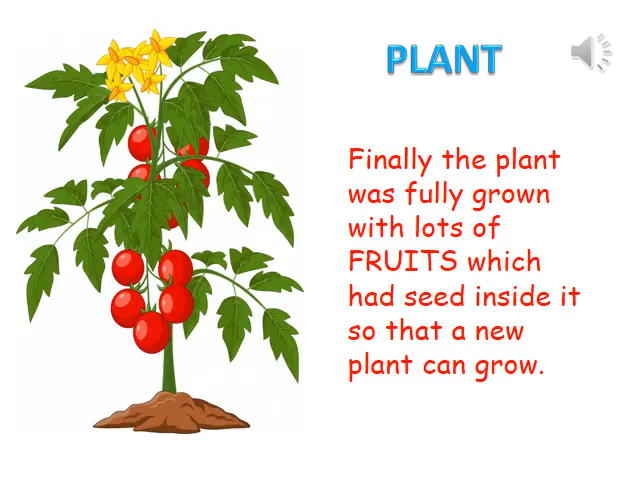 PLANT
Finally the plant
was fully grown
with lots of
FRUITS which
had seed inside it
so that a new
plant can grow.